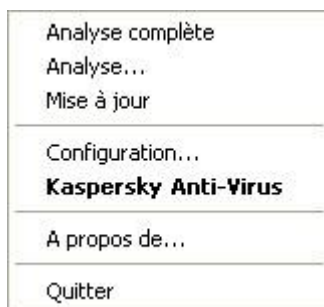 Analyse complète
Analyse...
Mise à jour
Configuration...
Kaspersky Anti-Virus
A propos de...
Quitter